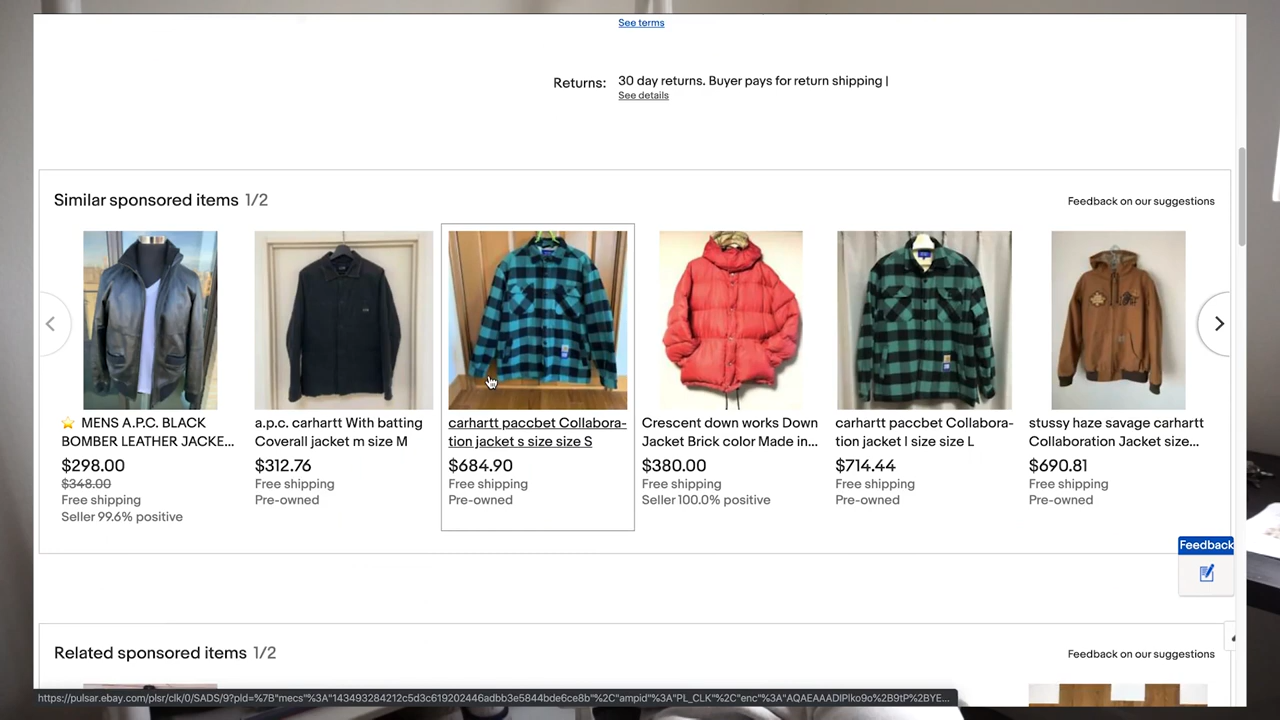 See terms
Returns:
30 day returns. Buyer pays for return shipping |
See details
Similar sponsored items 1/2
Feedback on our suggestions
⭐ MENS A.P.C. BLACK
BOMBER LEATHER JACKE...
$298.00
$348.00
Free shipping
Seller 99.6% positive
a.p.c. carhartt With batting
Coverall jacket m size M
$312.76
Free shipping
Pre-owned
carhartt paccbet Collabora-
tion jacket s size size S
$684.90
Free shipping
Pre-owned
Crescent down works Down
Jacket Brick color Made in...
$380.00
Free shipping
Seller 100.0% positive
carhartt paccbet Collabora-
tion jacket l size size L
$714.44
Free shipping
Pre-owned
stussy haze savage carhartt
Collaboration Jacket size...
$690.81
Free shipping
Pre-owned
Feedback
Related sponsored items 1/2
Feedback on our suggestions